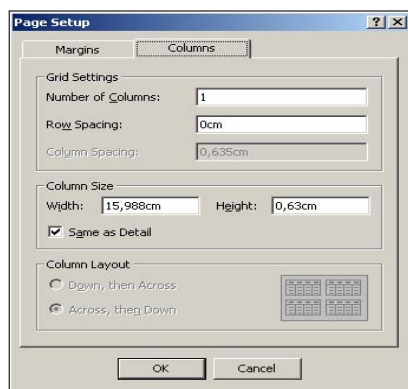 Page Setup
Margins Columns
Grid Settings
Number of Columns: 1
Row Spacing: 0cm
Column Spacing: 0,635cm
Column Size
Width: 15,988cm Height: 0,63cm
Same as Detail
Column Layout
Down, then Across
Across, then Down
OK Cancel